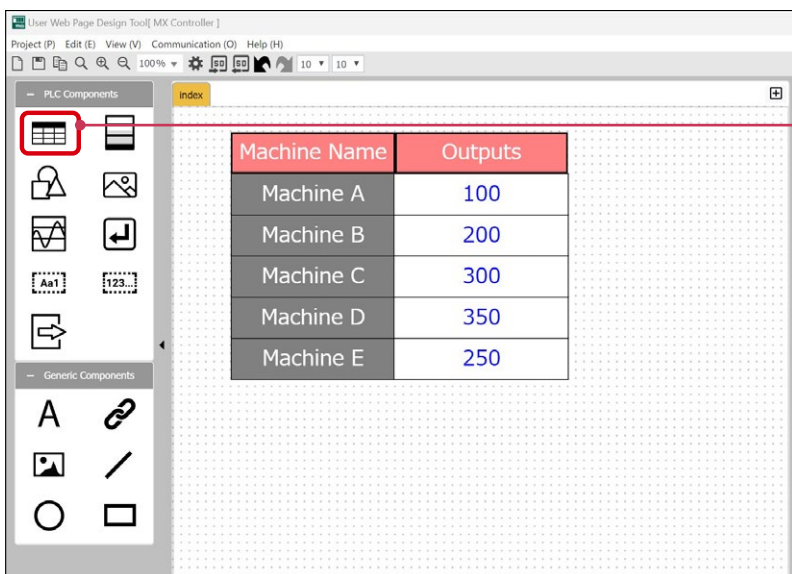 User Web Page Design Tool[ MX Controller ]
Project (P) Edit (E) View (V) Communication (O) Help (H)
100% 10 10
− PLC Components
index
Aa1
123...
− Generic Components
A
Machine Name Outputs
Machine A 100
Machine B 200
Machine C 300
Machine D 350
Machine E 250